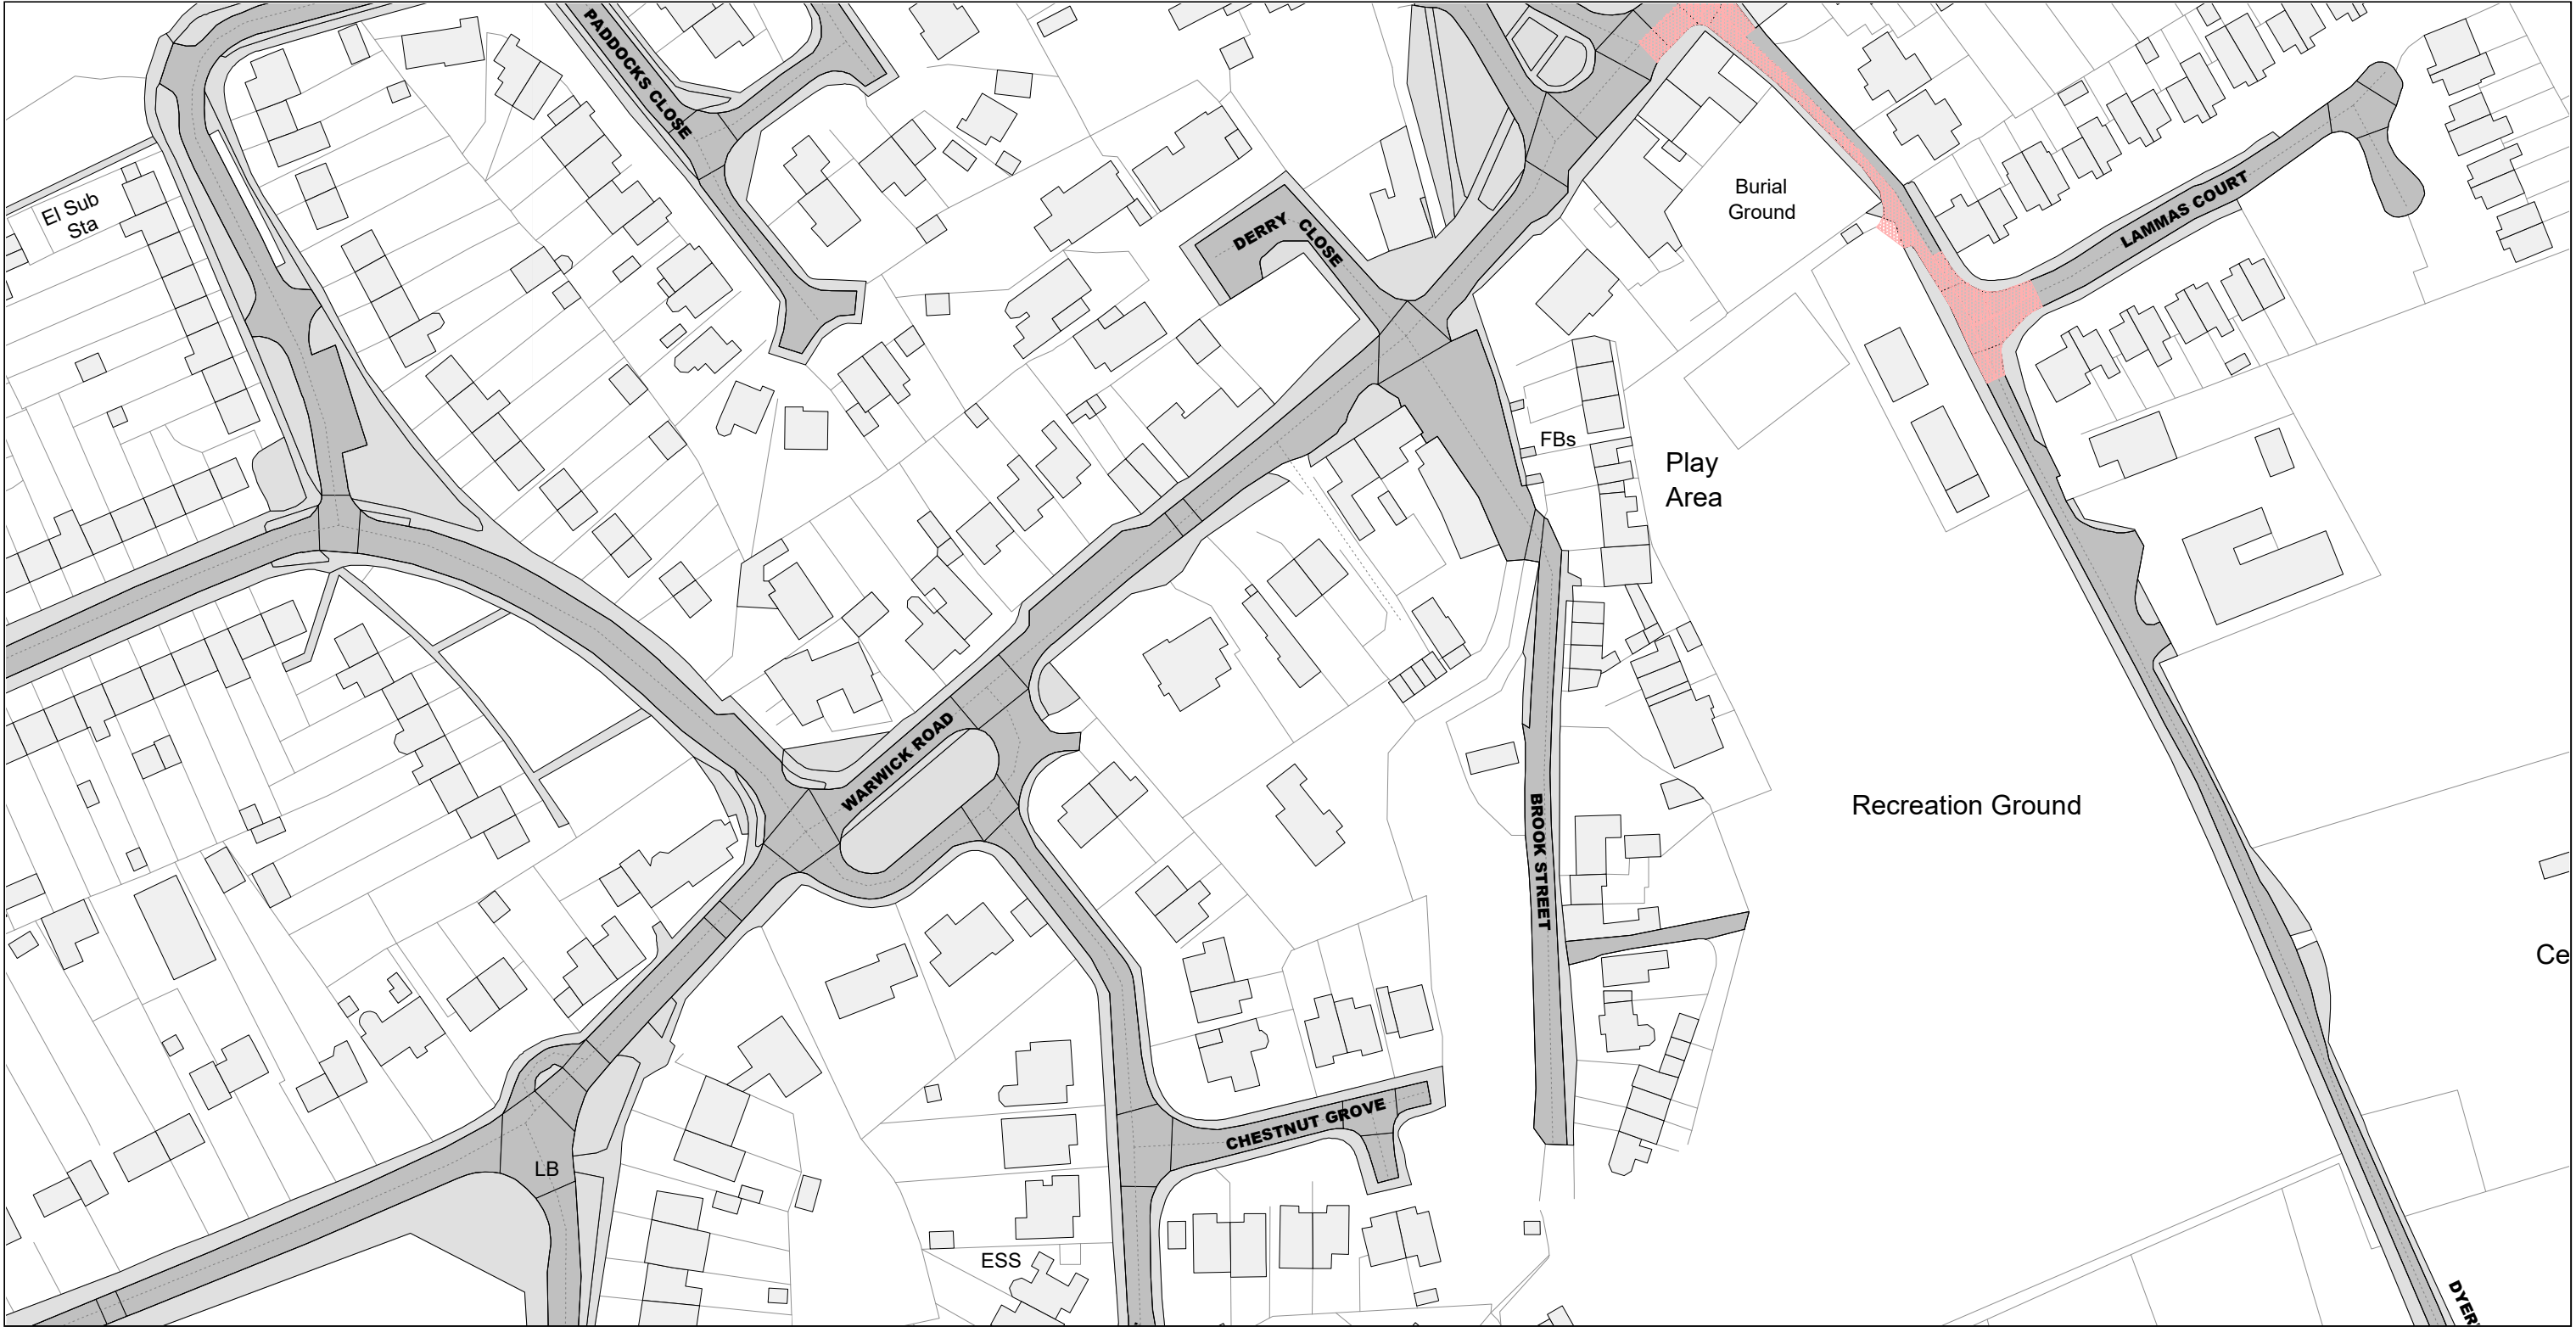 PADDOCKS CLOSE
El Sub
Sta
Burial
Ground
DERRY CLOSE
LAMMAS COURT
FBs
Play
Area
WARWICK ROAD
Recreation Ground
BROOK STREET
Ce
CHESTNUT GROVE
LB
ESS
DYER